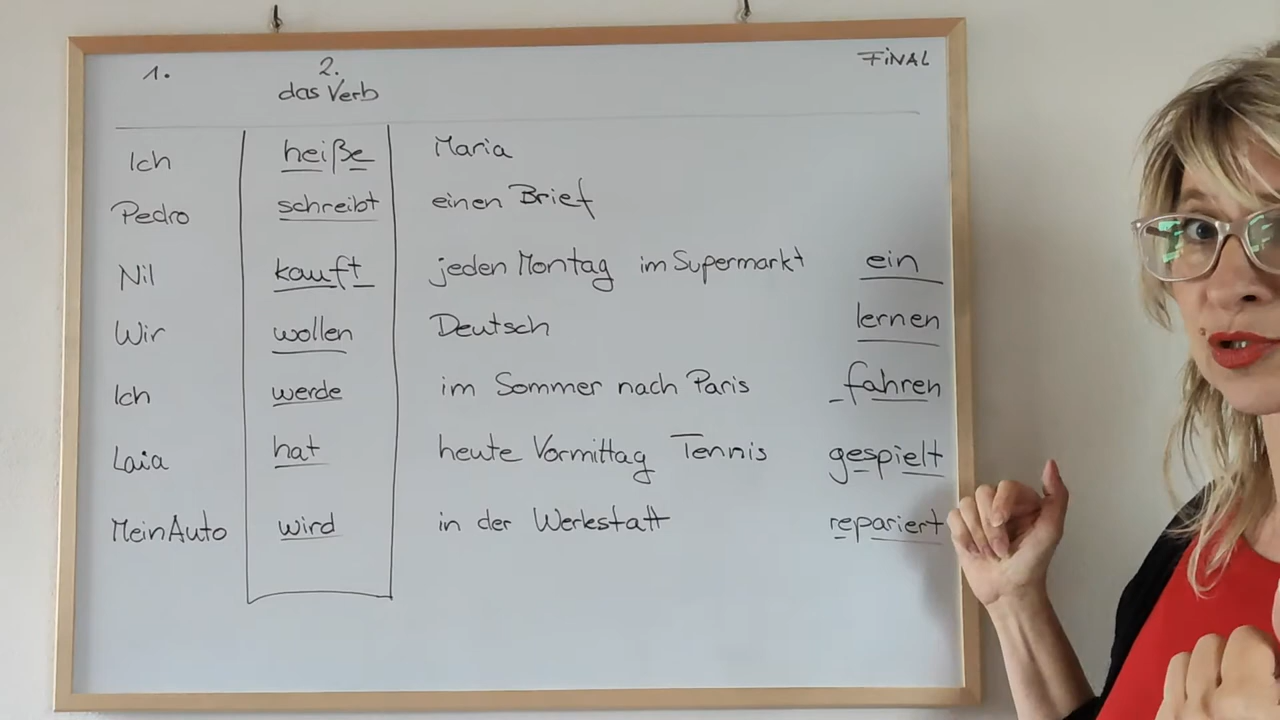 1. 2. FiNAL
das Verb
Ich heiße Maria
Pedro schreibt einen Brief
Nil kauft jeden Montag im Supermarkt ein
Wir wollen Deutsch lernen
Ich werde im Sommer nach Paris fahren
Laia hat heute Vormittag Tennis gespielt
Mein Auto wird in der Werkstatt repariert